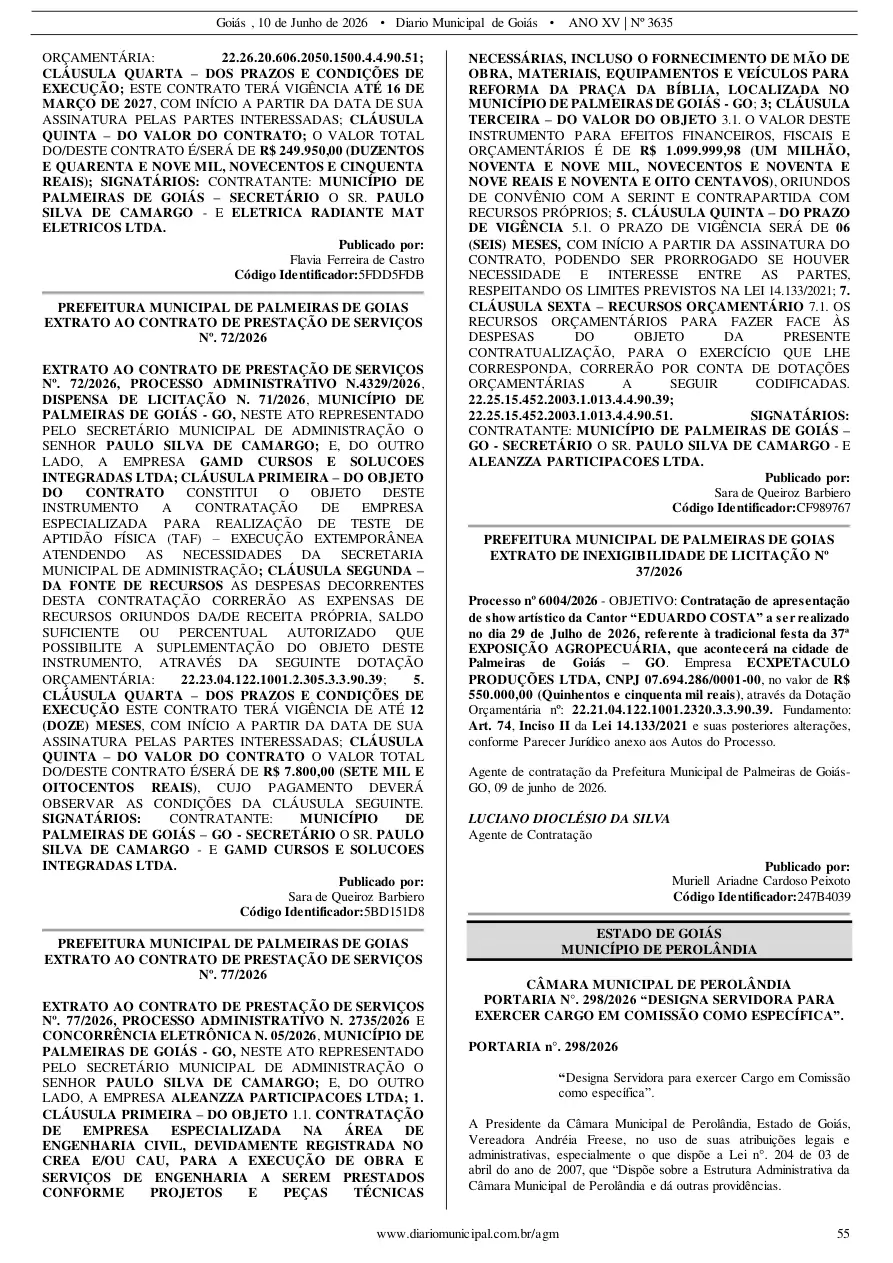 Goiás , 10 de Junho de 2026 • Diario Municipal de Goiás • ANO XV | Nº 3635
ORÇAMENTÁRIA: 22.26.20.606.2050.1500.4.4.90.51;
CLÁUSULA QUARTA – DOS PRAZOS E CONDIÇÕES DE
EXECUÇÃO; ESTE CONTRATO TERÁ VIGÊNCIA ATÉ 16 DE
MARÇO DE 2027, COM INÍCIO A PARTIR DA DATA DE SUA
ASSINATURA PELAS PARTES INTERESSADAS; CLÁUSULA
QUINTA – DO VALOR DO CONTRATO; O VALOR TOTAL
DO/DESTE CONTRATO É/SERÁ DE R$ 249.950,00 (DUZENTOS
E QUARENTA E NOVE MIL, NOVECENTOS E CINQUENTA
REAIS); SIGNATÁRIOS: CONTRATANTE: MUNICÍPIO DE
PALMEIRAS DE GOIÁS – SECRETÁRIO O SR. PAULO
SILVA DE CAMARGO - E ELETRICA RADIANTE MAT
ELETRICOS LTDA.
Publicado por:
Flavia Ferreira de Castro
Código Identificador:5FDD5FDB
PREFEITURA MUNICIPAL DE PALMEIRAS DE GOIAS
EXTRATO AO CONTRATO DE PRESTAÇÃO DE SERVIÇOS
Nº. 72/2026
EXTRATO AO CONTRATO DE PRESTAÇÃO DE SERVIÇOS
Nº. 72/2026, PROCESSO ADMINISTRATIVO N.4329/2026,
DISPENSA DE LICITAÇÃO N. 71/2026, MUNICÍPIO DE
PALMEIRAS DE GOIÁS - GO, NESTE ATO REPRESENTADO
PELO SECRETÁRIO MUNICIPAL DE ADMINISTRAÇÃO O
SENHOR PAULO SILVA DE CAMARGO; E, DO OUTRO
LADO, A EMPRESA GAMD CURSOS E SOLUCOES
INTEGRADAS LTDA; CLÁUSULA PRIMEIRA – DO OBJETO
DO CONTRATO CONSTITUI O OBJETO DESTE
INSTRUMENTO A CONTRATAÇÃO DE EMPRESA
ESPECIALIZADA PARA REALIZAÇÃO DE TESTE DE
APTIDÃO FÍSICA (TAF) – EXECUÇÃO EXTEMPORÂNEA
ATENDENDO AS NECESSIDADES DA SECRETARIA
MUNICIPAL DE ADMINISTRAÇÃO; CLÁUSULA SEGUNDA –
DA FONTE DE RECURSOS AS DESPESAS DECORRENTES
DESTA CONTRATAÇÃO CORRERÃO AS EXPENSAS DE
RECURSOS ORIUNDOS DA/DE RECEITA PRÓPRIA, SALDO
SUFICIENTE OU PERCENTUAL AUTORIZADO QUE
POSSIBILITE A SUPLEMENTAÇÃO DO OBJETO DESTE
INSTRUMENTO, ATRAVÉS DA SEGUINTE DOTAÇÃO
ORÇAMENTÁRIA: 22.23.04.122.1001.2.305.3.3.90.39; 5.
CLÁUSULA QUARTA – DOS PRAZOS E CONDIÇÕES DE
EXECUÇÃO ESTE CONTRATO TERÁ VIGÊNCIA DE ATÉ 12
(DOZE) MESES, COM INÍCIO A PARTIR DA DATA DE SUA
ASSINATURA PELAS PARTES INTERESSADAS; CLÁUSULA
QUINTA – DO VALOR DO CONTRATO O VALOR TOTAL
DO/DESTE CONTRATO É/SERÁ DE R$ 7.800,00 (SETE MIL E
OITOCENTOS REAIS), CUJO PAGAMENTO DEVERÁ
OBSERVAR AS CONDIÇÕES DA CLÁUSULA SEGUINTE.
SIGNATÁRIOS: CONTRATANTE: MUNICÍPIO DE
PALMEIRAS DE GOIÁS – GO - SECRETÁRIO O SR. PAULO
SILVA DE CAMARGO - E GAMD CURSOS E SOLUCOES
INTEGRADAS LTDA.
Publicado por:
Sara de Queiroz Barbiero
Código Identificador:5BD151D8
PREFEITURA MUNICIPAL DE PALMEIRAS DE GOIAS
EXTRATO AO CONTRATO DE PRESTAÇÃO DE SERVIÇOS
Nº. 77/2026
EXTRATO AO CONTRATO DE PRESTAÇÃO DE SERVIÇOS
Nº. 77/2026, PROCESSO ADMINISTRATIVO N. 2735/2026 E
CONCORRÊNCIA ELETRÔNICA N. 05/2026, MUNICÍPIO DE
PALMEIRAS DE GOIÁS - GO, NESTE ATO REPRESENTADO
PELO SECRETÁRIO MUNICIPAL DE ADMINISTRAÇÃO O
SENHOR PAULO SILVA DE CAMARGO; E, DO OUTRO
LADO, A EMPRESA ALEANZZA PARTICIPACOES LTDA; 1.
CLÁUSULA PRIMEIRA – DO OBJETO 1.1. CONTRATAÇÃO
DE EMPRESA ESPECIALIZADA NA ÁREA DE
ENGENHARIA CIVIL, DEVIDAMENTE REGISTRADA NO
CREA E/OU CAU, PARA A EXECUÇÃO DE OBRA E
SERVIÇOS DE ENGENHARIA A SEREM PRESTADOS
CONFORME PROJETOS E PEÇAS TÉCNICAS
NECESSÁRIAS, INCLUSO O FORNECIMENTO DE MÃO DE
OBRA, MATERIAIS, EQUIPAMENTOS E VEÍCULOS PARA
REFORMA DA PRAÇA DA BÍBLIA, LOCALIZADA NO
MUNICÍPIO DE PALMEIRAS DE GOIÁS - GO; 3; CLÁUSULA
TERCEIRA – DO VALOR DO OBJETO 3.1. O VALOR DESTE
INSTRUMENTO PARA EFEITOS FINANCEIROS, FISCAIS E
ORÇAMENTÁRIOS É DE R$ 1.099.999,98 (UM MILHÃO,
NOVENTA E NOVE MIL, NOVECENTOS E NOVENTA E
NOVE REAIS E NOVENTA E OITO CENTAVOS), ORIUNDOS
DE CONVÊNIO COM A SERINT E CONTRAPARTIDA COM
RECURSOS PRÓPRIOS; 5. CLÁUSULA QUINTA – DO PRAZO
DE VIGÊNCIA 5.1. O PRAZO DE VIGÊNCIA SERÁ DE 06
(SEIS) MESES, COM INÍCIO A PARTIR DA ASSINATURA DO
CONTRATO, PODENDO SER PRORROGADO SE HOUVER
NECESSIDADE E INTERESSE ENTRE AS PARTES,
RESPEITANDO OS LIMITES PREVISTOS NA LEI 14.133/2021; 7.
CLÁUSULA SEXTA – RECURSOS ORÇAMENTÁRIO 7.1. OS
RECURSOS ORÇAMENTÁRIOS PARA FAZER FACE ÀS
DESPESAS DO OBJETO DA PRESENTE
CONTRATUALIZAÇÃO, PARA O EXERCÍCIO QUE LHE
CORRESPONDA, CORRERÃO POR CONTA DE DOTAÇÕES
ORÇAMENTÁRIAS A SEGUIR CODIFICADAS.
22.25.15.452.2003.1.013.4.4.90.39;
22.25.15.452.2003.1.013.4.4.90.51. SIGNATÁRIOS:
CONTRATANTE: MUNICÍPIO DE PALMEIRAS DE GOIÁS –
GO - SECRETÁRIO O SR. PAULO SILVA DE CAMARGO - E
ALEANZZA PARTICIPACOES LTDA.
Publicado por:
Sara de Queiroz Barbiero
Código Identificador:CF989767
PREFEITURA MUNICIPAL DE PALMEIRAS DE GOIAS
EXTRATO DE INEXIGIBILIDADE DE LICITAÇÃO Nº
37/2026
Processo nº 6004/2026 - OBJETIVO: Contratação de apresentação
de show artístico da Cantor “EDUARDO COSTA” a ser realizado
no dia 29 de Julho de 2026, referente à tradicional festa da 37ª
EXPOSIÇÃO AGROPECUÁRIA, que acontecerá na cidade de
Palmeiras de Goiás – GO. Empresa ECXPETACULO
PRODUÇÕES LTDA, CNPJ 07.694.286/0001-00, no valor de R$
550.000,00 (Quinhentos e cinquenta mil reais), através da Dotação
Orçamentária nº: 22.21.04.122.1001.2320.3.3.90.39. Fundamento:
Art. 74, Inciso II da Lei 14.133/2021 e suas posteriores alterações,
conforme Parecer Jurídico anexo aos Autos do Processo.
Agente de contratação da Prefeitura Municipal de Palmeiras de Goiás-
GO, 09 de junho de 2026.
LUCIANO DIOCLÉSIO DA SILVA
Agente de Contratação
Publicado por:
Muriell Ariadne Cardoso Peixoto
Código Identificador:247B4039
ESTADO DE GOIÁS
MUNICÍPIO DE PEROLÂNDIA
CÂMARA MUNICIPAL DE PEROLÂNDIA
PORTARIA N°. 298/2026 “DESIGNA SERVIDORA PARA
EXERCER CARGO EM COMISSÃO COMO ESPECÍFICA”.
PORTARIA n°. 298/2026
“Designa Servidora para exercer Cargo em Comissão
como específica”.
A Presidente da Câmara Municipal de Perolândia, Estado de Goiás,
Vereadora Andréia Freese, no uso de suas atribuições legais e
administrativas, especialmente o que dispõe a Lei n°. 204 de 03 de
abril do ano de 2007, que “Dispõe sobre a Estrutura Administrativa da
Câmara Municipal de Perolândia e dá outras providências.
www.diariomunicipal.com.br/agm 55